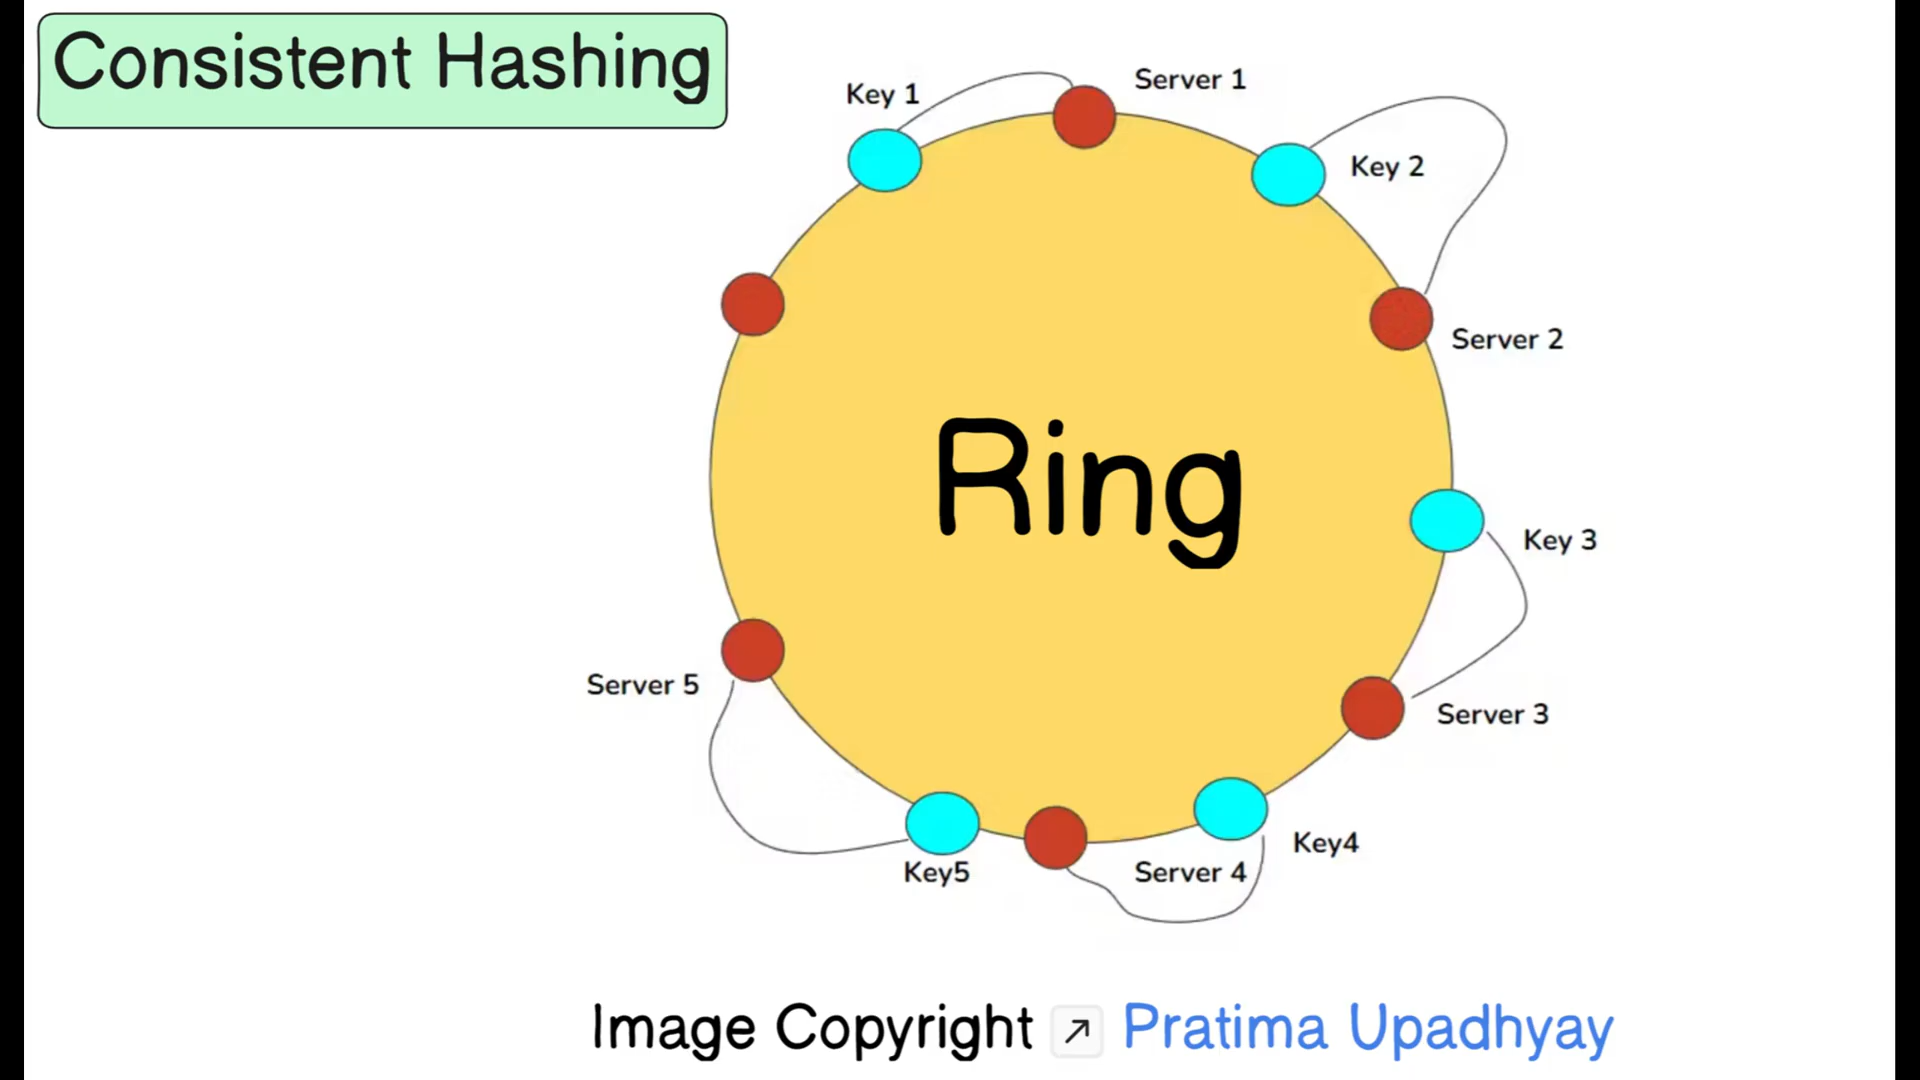 Consistent Hashing
Key 1
Server 1
Key 2
Server 2
Ring
Key 3
Server 5
Server 3
Key4
Key5
Server 4
Image Copyright Pratima Upadhyay